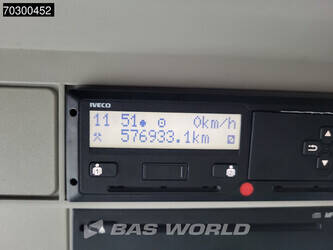 70300452
IVECO
11 51 0km/h
576933.1km
BAS WORLD